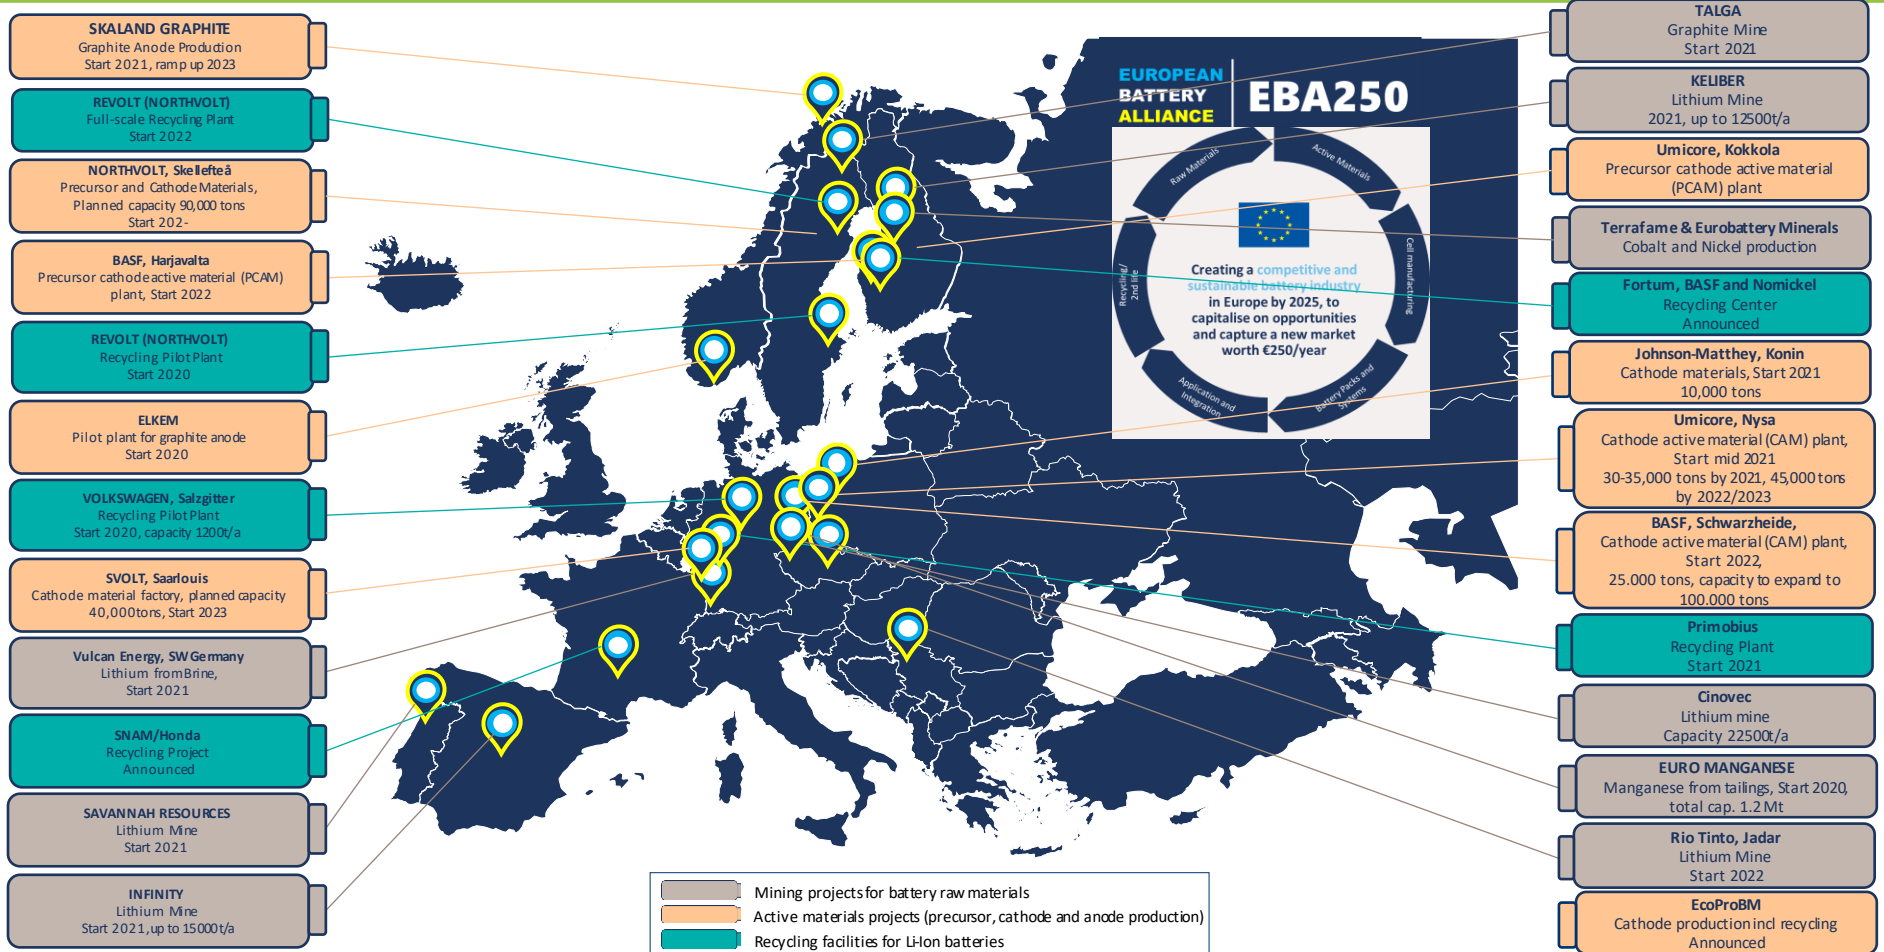 SKALAND GRAPHITE
Graphite Anode Production
Start 2021, ramp up 2023
REVOLT (NORTHVOLT)
Full-scale Recycling Plant
Start 2022
NORTHVOLT, Skellefteå
Precursor and Cathode Materials,
Planned capacity 90,000 tons
Start 202-
BASF, Harjavalta
Precursor cathode active material (PCAM)
plant, Start 2022
REVOLT (NORTHVOLT)
Recycling Pilot Plant
Start 2020
ELKEM
Pilot plant for graphite anode
Start 2020
VOLKSWAGEN, Salzgitter
Recycling Pilot Plant
Start 2020, capacity 1200t/a
SVOLT, Saarlouis
Cathode material factory, planned capacity
40,000 tons, Start 2023
Vulcan Energy, SW Germany
Lithium from Brine,
Start 2021
SNAM/Honda
Recycling Project
Announced
SAVANNAH RESOURCES
Lithium Mine
Start 2021
INFINITY
Lithium Mine
Start 2021, up to 15000t/a
EUROPEAN
BATTERY
ALLIANCE
EBA250
Raw Materials
Active Materials
Cell manufacturing
Battery Packs and
Systems
Application and
Integration
Recycling/
2nd life
Creating a competitive and
sustainable battery industry
in Europe by 2025, to
capitalise on opportunities
and capture a new market
worth €250/year
TALGA
Graphite Mine
Start 2021
KELIBER
Lithium Mine
2021, up to 12500t/a
Umicore, Kokkola
Precursor cathode active material
(PCAM) plant
Terrafame & Eurobattery Minerals
Cobalt and Nickel production
Fortum, BASF and Nornickel
Recycling Center
Announced
Johnson-Matthey, Konin
Cathode materials, Start 2021
10,000 tons
Umicore, Nysa
Cathode active material (CAM) plant,
Start mid 2021
30-35,000 tons by 2021, 45,000 tons
by 2022/2023
BASF, Schwarzheide,
Cathode active material (CAM) plant,
Start 2022,
25.000 tons, capacity to expand to
100.000 tons
Primobius
Recycling Plant
Start 2021
Cinovec
Lithium mine
Capacity 22500t/a
EURO MANGANESE
Manganese from tailings, Start 2020,
total cap. 1.2 Mt
Rio Tinto, Jadar
Lithium Mine
Start 2022
EcoProBM
Cathode production incl recycling
Announced
Mining projects for battery raw materials
Active materials projects (precursor, cathode and anode production)
Recycling facilities for Li-Ion batteries